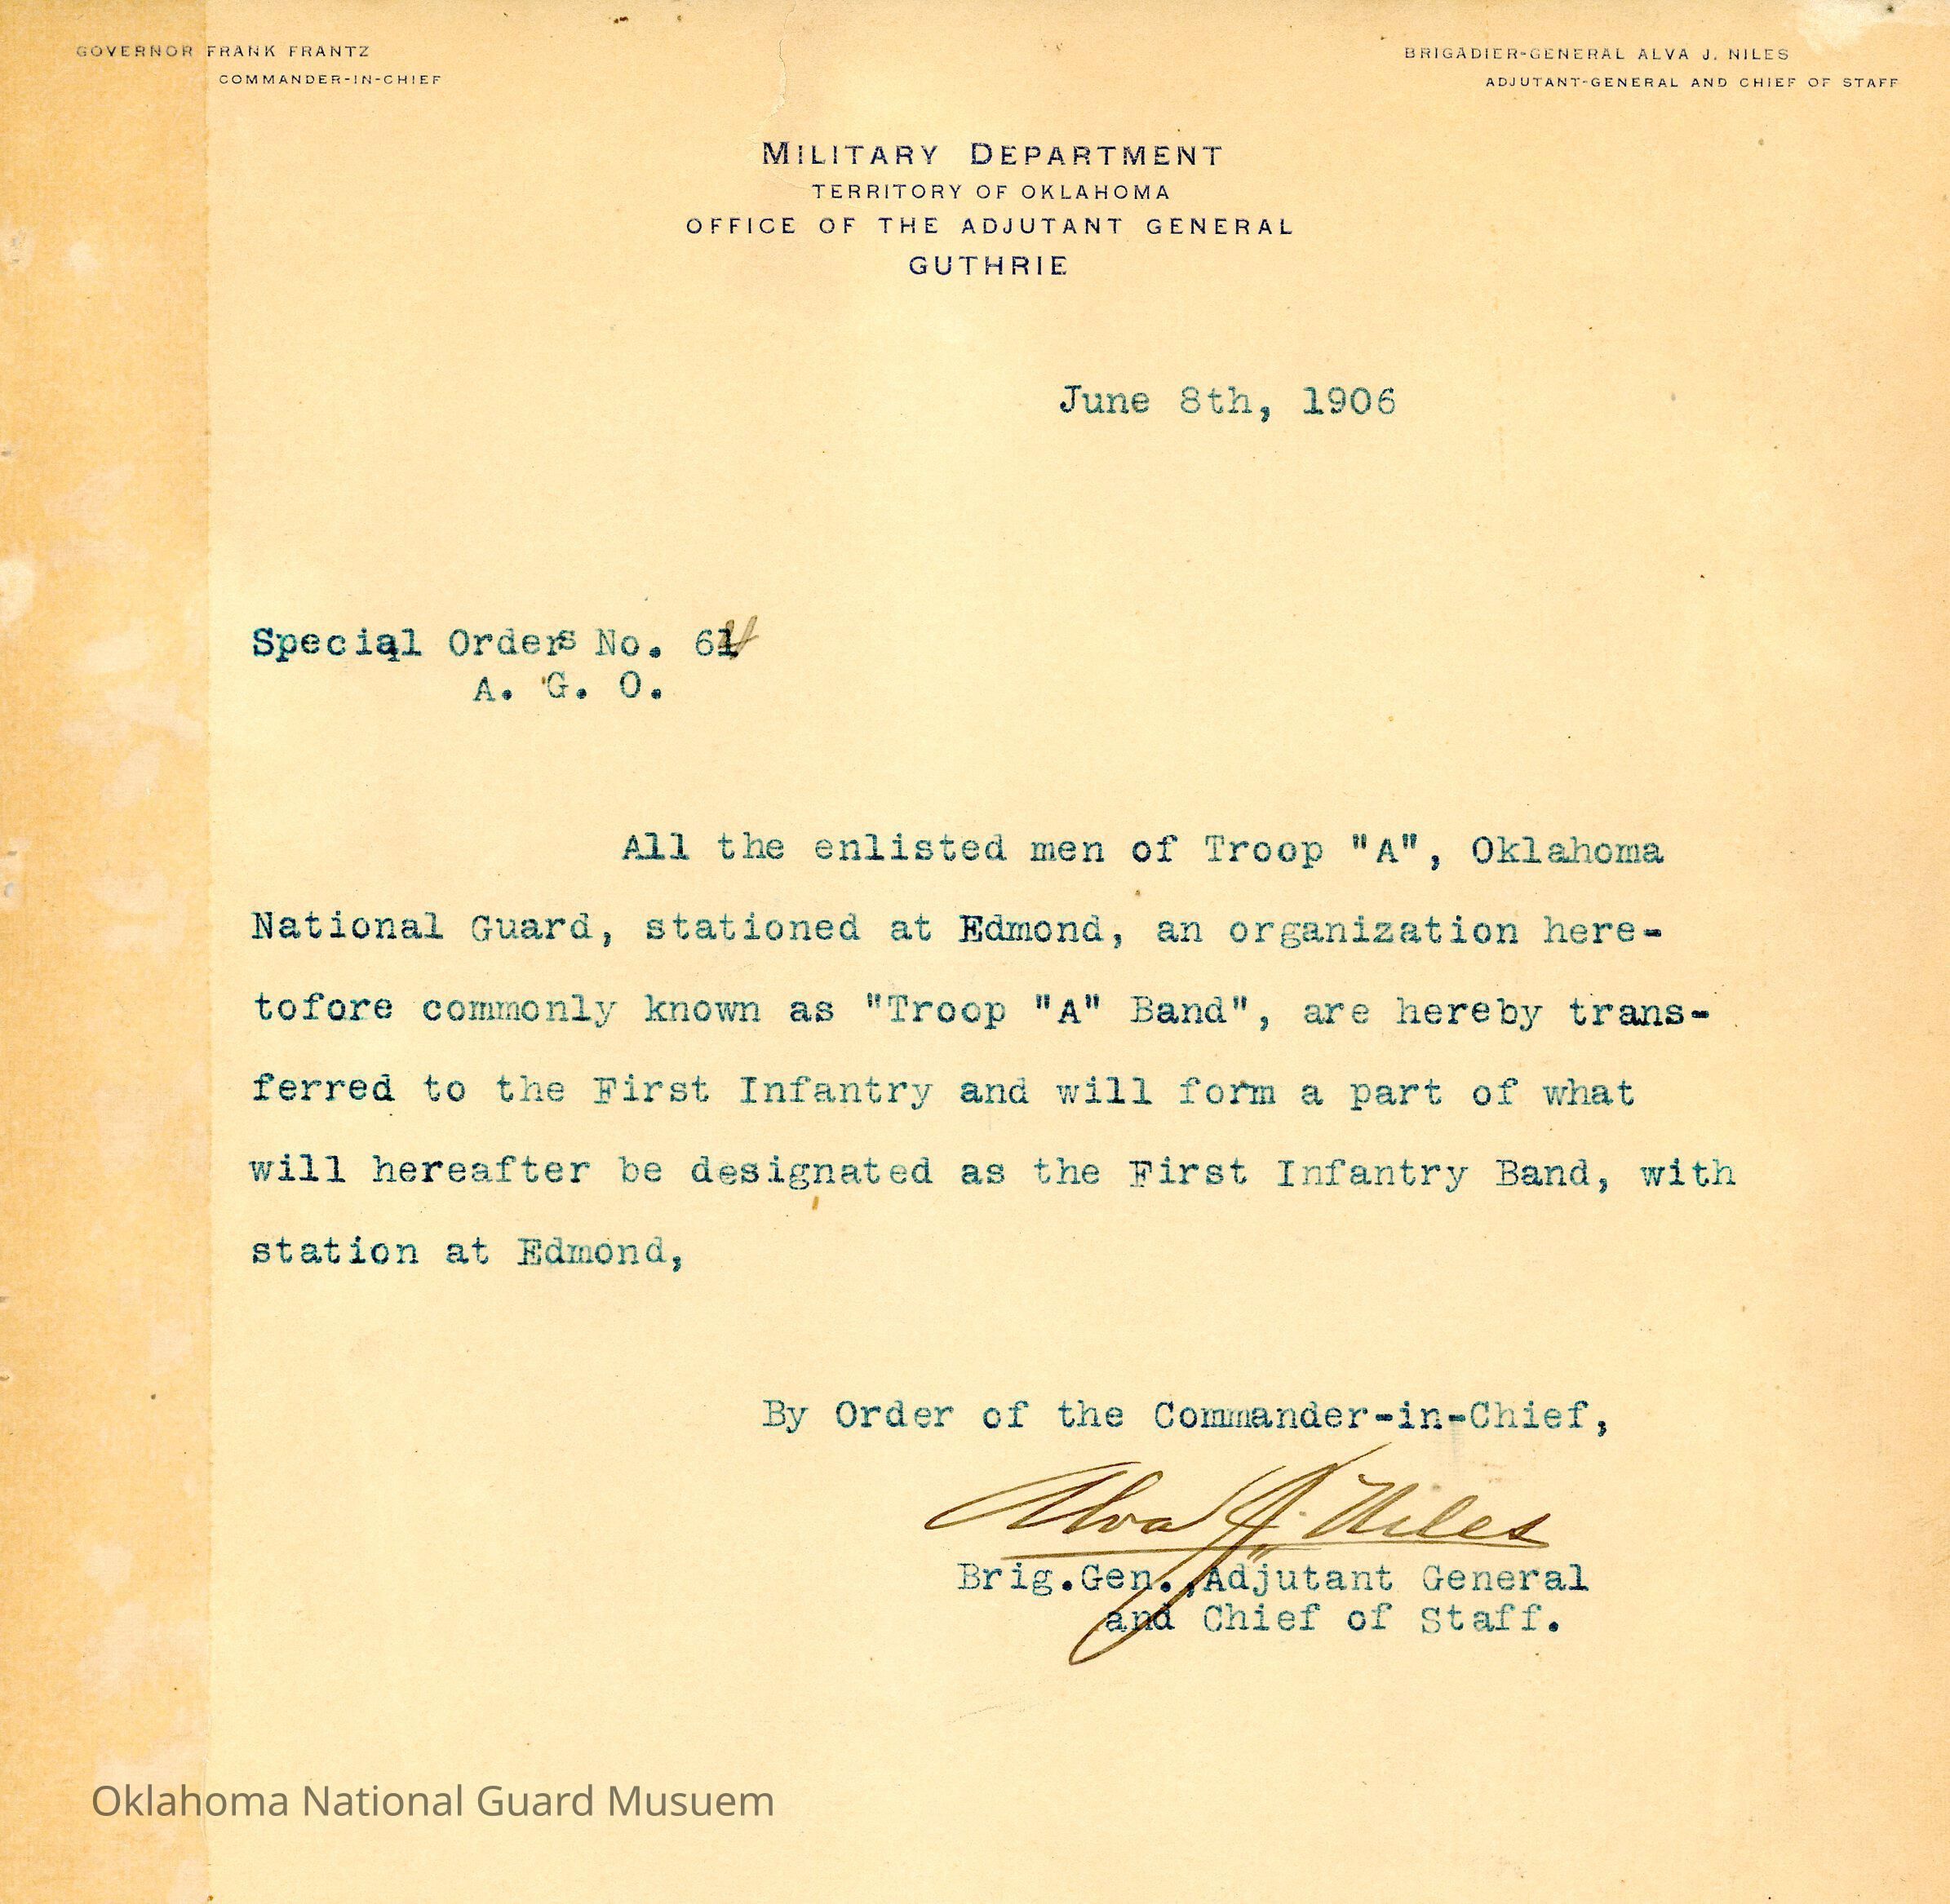 GOVERNOR FRANK FRANTZ
COMMANDER-IN-CHIEF
BRIGADIER-GENERAL ALVA J. NILES
ADJUTANT-GENERAL AND CHIEF OF STAFF
MILITARY DEPARTMENT
TERRITORY OF OKLAHOMA
OFFICE OF THE ADJUTANT GENERAL
GUTHRIE
June 8th, 1906
Special Orders No.
A. G. O.
All the enlisted men of Troop "A", Oklahoma
National Guard, stationed at Edmond, an organization here-
tofore commonly known as "Troop "A" Band", are hereby trans-
ferred to the First Infantry and will form a part of what
will hereafter be designated as the First Infantry Band, with
station at Edmond,
By Order of the Commander-in-Chief,
Alva J. Niles
Brig.Gen.,Adjutant General
and Chief of Staff.
Oklahoma National Guard Musuem